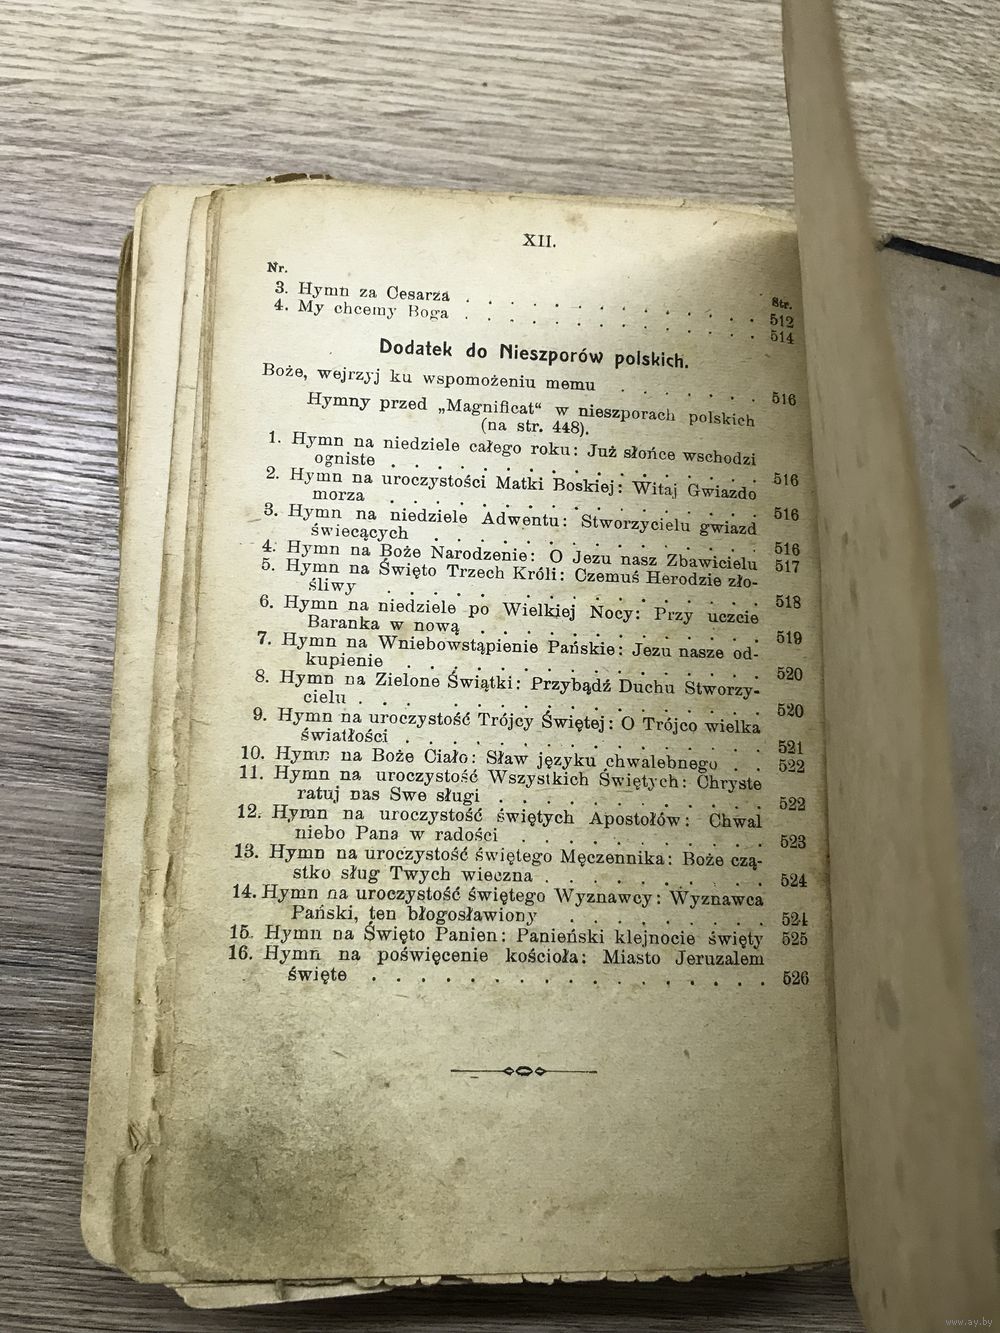 XII.
Nr.
Str.
3. Hymn za Cesarza . . . . . . . . . . . . . 512
4. My chcemy Boga . . . . . . . . . . . . . 514
Dodatek do Nieszporów polskich.
Boże, wejrzyj ku wspomożeniu memu . . . . . . . 516
Hymny przed „Magnificat“ w nieszporach polskich
(na str. 448).
1. Hymn na niedziele całego roku: Już słońce wschodzi
ogniste . . . . . . . . . . . . . . . . 516
2. Hymn na uroczystości Matki Boskiej: Witaj Gwiazdo
morza . . . . . . . . . . . . . . . . 516
3. Hymn na niedziele Adwentu: Stworzycielu gwiazd
świecących . . . . . . . . . . . . . . 516
4. Hymn na Boże Narodzenie: O Jezu nasz Zbawicielu 517
5. Hymn na Święto Trzech Króli: Czemuś Herodzie zło-
śliwy . . . . . . . . . . . . . . . . 518
6. Hymn na niedziele po Wielkiej Nocy: Przy uczcie
Baranka w nową . . . . . . . . . . . . . 519
7. Hymn na Wniebowstąpienie Pańskie: Jezu nasze od-
kupienie . . . . . . . . . . . . . . . 520
8. Hymn na Zielone Świątki: Przybądź Duchu Stworzy-
cielu . . . . . . . . . . . . . . . . . 520
9. Hymn na uroczystość Trójcy Świętej: O Trójco wielka
światłości . . . . . . . . . . . . . . . 521
10. Hymn na Boże Ciało: Sław języku chwalebnego . . 522
11. Hymn na uroczystość Wszystkich Świętych: Chryste
ratuj nas Swe sługi . . . . . . . . . . . . 522
12. Hymn na uroczystość świętych Apostołów: Chwal
niebo Pana w radości . . . . . . . . . . . 523
13. Hymn na uroczystość świętego Męczennika: Boże czą-
stko sług Twych wieczna . . . . . . . . . . 524
14. Hymn na uroczystość świętego Wyznawcy: Wyznawca
Pański, ten błogosławiony . . . . . . . . . 524
15. Hymn na Święto Panien: Panieński klejnocie święty 525
16. Hymn na poświęcenie kościoła: Miasto Jeruzalem
święte . . . . . . . . . . . . . . . . 526
www.ay.by